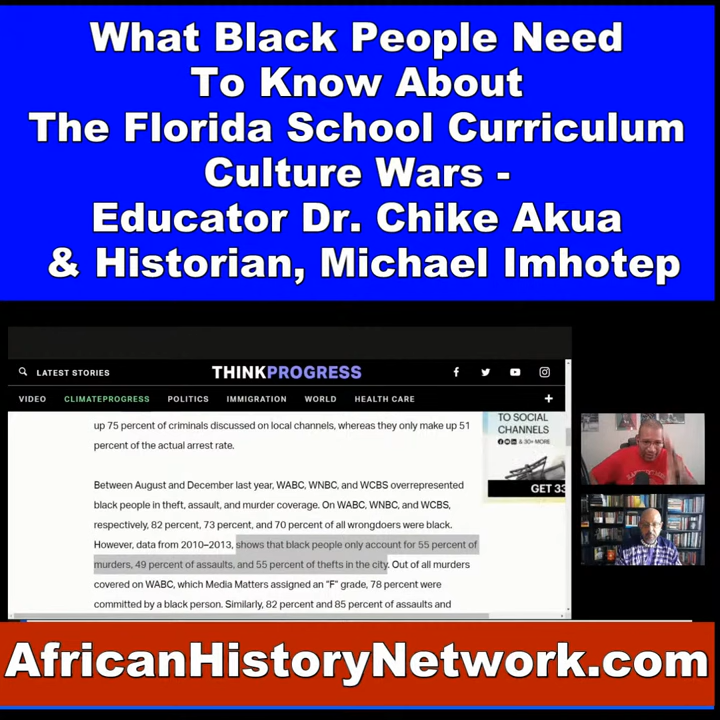 What Black People Need
To Know About
The Florida School Curriculum
Culture Wars -
Educator Dr. Chike Akua
& Historian, Michael Imhotep
LATEST STORIES
THINKPROGRESS
VIDEO CLIMATEPROGRESS POLITICS IMMIGRATION WORLD HEALTH CARE +
up 75 percent of criminals discussed on local channels, whereas they only make up 51
percent of the actual arrest rate.
Between August and December last year, WABC, WNBC, and WCBS overrepresented
black people in theft, assault, and murder coverage. On WABC, WNBC, and WCBS,
respectively, 82 percent, 73 percent, and 70 percent of all wrongdoers were black.
However, data from 2010–2013, shows that black people only account for 55 percent of
murders, 49 percent of assaults, and 55 percent of thefts in the city. Out of all murders
covered on WABC, which Media Matters assigned an “F” grade, 78 percent were
committed by a black person. Similarly, 82 percent and 85 percent of assaults and
TO SOCIAL
CHANNELS
& 30+ MORE
GET 33
AfricanHistoryNetwork.com